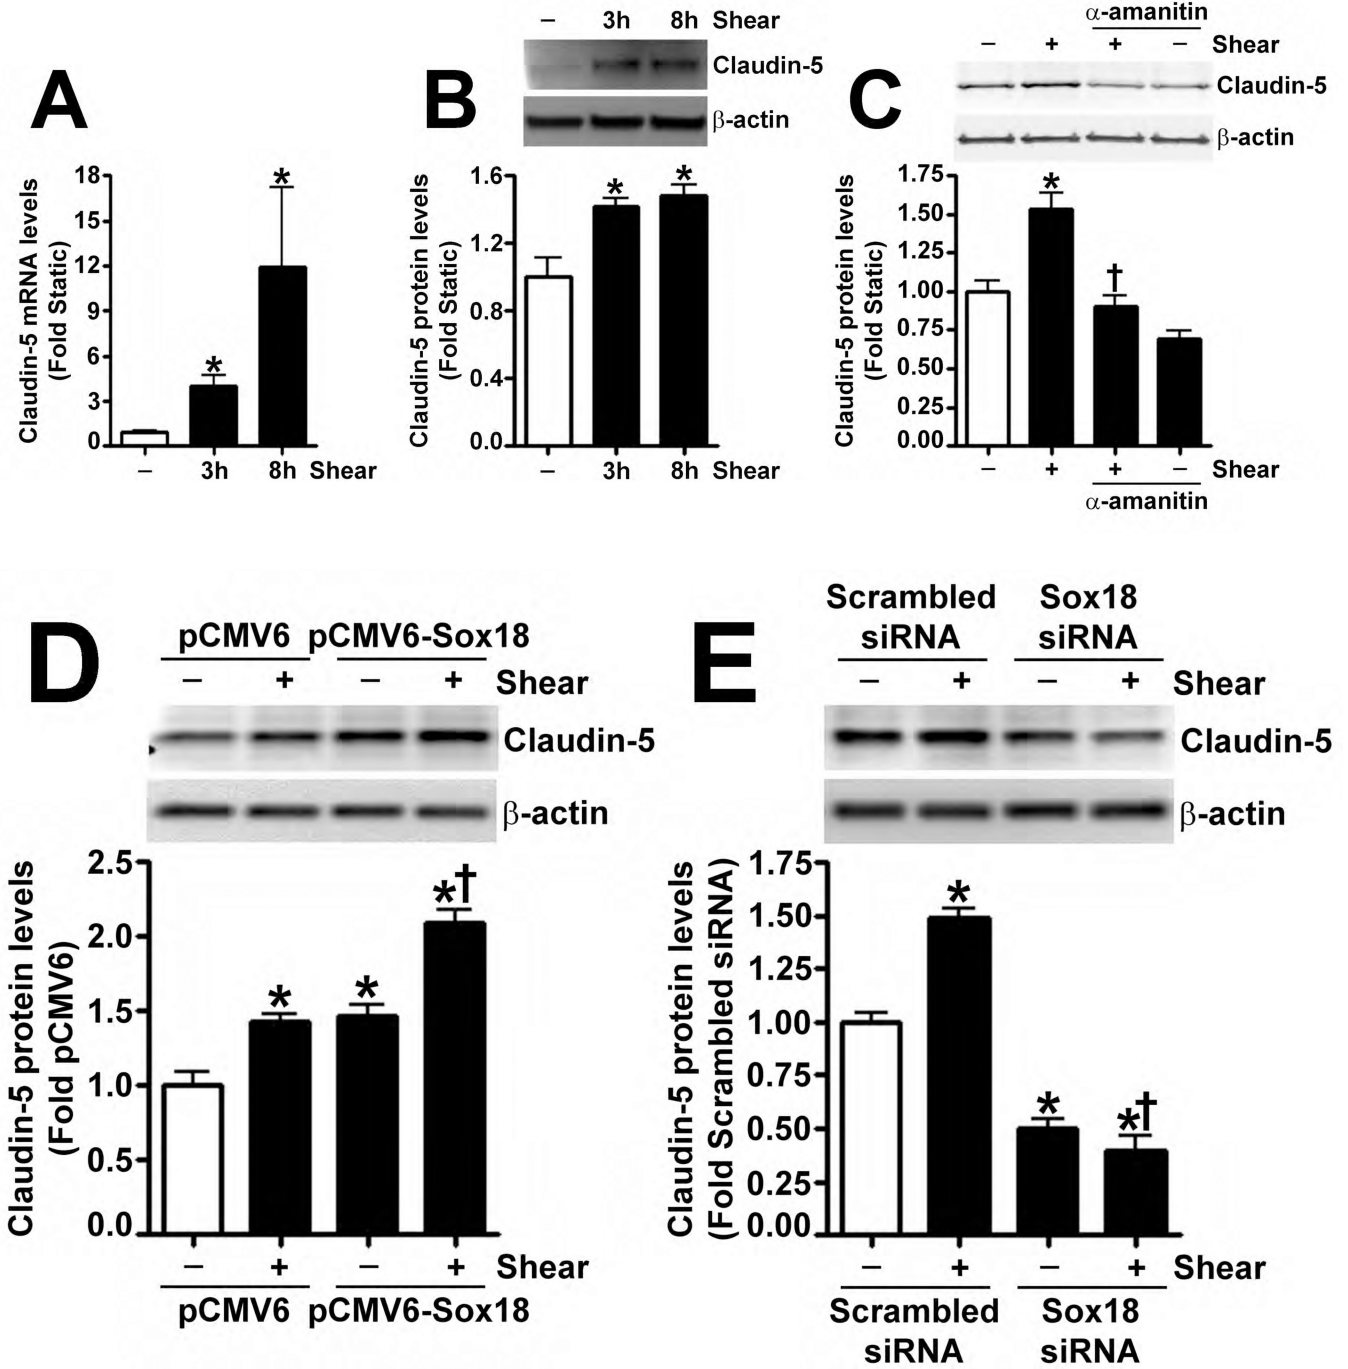 A
18
15
12
9
6
3
0
Claudin-5 mRNA levels
(Fold Static)
*
*
– 3h 8h Shear
B
– 3h 8h Shear
Claudin-5
β-actin
1.6
1.2
0.8
0.4
0.0
Claudin-5 protein levels
(Fold Static)
*
*
– 3h 8h Shear
C
α-amanitin
– + + – Shear
Claudin-5
β-actin
1.75
1.50
1.25
1.00
0.75
0.50
0.25
0.00
Claudin-5 protein levels
(Fold Static)
*
†
– + + – Shear
α-amanitin
D
pCMV6 pCMV6-Sox18
– + – + Shear
Claudin-5
β-actin
2.5
2.0
1.5
1.0
0.5
0.0
Claudin-5 protein levels
(Fold pCMV6)
*
*
*†
– + – + Shear
pCMV6 pCMV6-Sox18
E
Scrambled Sox18
siRNA siRNA
– + – + Shear
Claudin-5
β-actin
1.75
1.50
1.25
1.00
0.75
0.50
0.25
0.00
Claudin-5 protein levels
(Fold Scrambled siRNA)
*
*
*†
– + – + Shear
Scrambled Sox18
siRNA siRNA